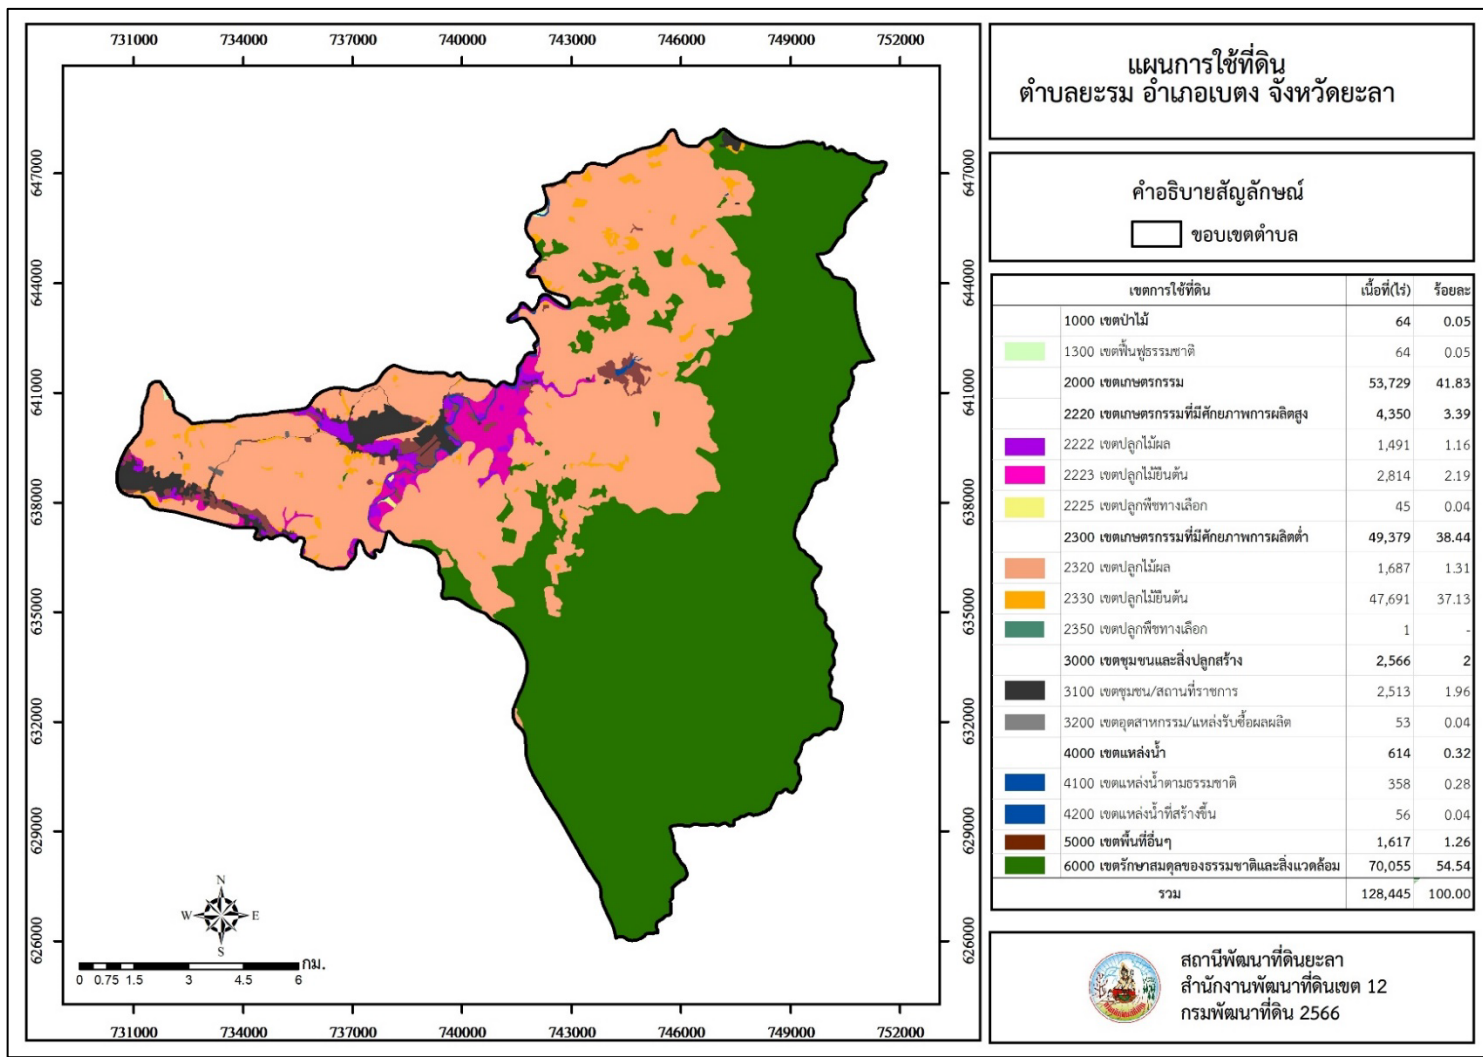 731000 734000 737000 740000 743000 746000 749000 752000
647000 647000
644000 644000
641000 641000
638000 638000
635000 635000
632000 632000
629000 629000
626000 626000
N
W E
S
กม.
0 0.75 1.5 3 4.5 6
731000 734000 737000 740000 743000 746000 749000 752000
แผนการใช้ที่ดิน
ตำบลยะรม อำเภอเบตง จังหวัดยะลา
คำอธิบายสัญลักษณ์
ขอบเขตตำบล
เขตการใช้ที่ดิน เนื้อที่(ไร่) ร้อยละ
1000 เขตป่าไม้ 64 0.05
1300 เขตฟื้นฟูธรรมชาติ 64 0.05
2000 เขตเกษตรกรรม 53,729 41.83
2220 เขตเกษตรกรรมที่มีศักยภาพการผลิตสูง 4,350 3.39
2222 เขตปลูกไม้ผล 1,491 1.16
2223 เขตปลูกไม้ยืนต้น 2,814 2.19
2225 เขตปลูกพืชทางเลือก 45 0.04
2300 เขตเกษตรกรรมที่มีศักยภาพการผลิตต่ำ 49,379 38.44
2320 เขตปลูกไม้ผล 1,687 1.31
2330 เขตปลูกไม้ยืนต้น 47,691 37.13
2350 เขตปลูกพืชทางเลือก 1 -
3000 เขตชุมชนและสิ่งปลูกสร้าง 2,566 2
3100 เขตชุมชน/สถานที่ราชการ 2,513 1.96
3200 เขตอุตสาหกรรม/แหล่งรับซื้อผลผลิต 53 0.04
4000 เขตแหล่งน้ำ 614 0.32
4100 เขตแหล่งน้ำตามธรรมชาติ 358 0.28
4200 เขตแหล่งน้ำที่สร้างขึ้น 56 0.04
5000 เขตพื้นที่อื่นๆ 1,617 1.26
6000 เขตรักษาสมดุลของธรรมชาติและสิ่งแวดล้อม 70,055 54.54
รวม 128,445 100.00
สถานีพัฒนาที่ดินยะลา
สำนักงานพัฒนาที่ดินเขต 12
กรมพัฒนาที่ดิน 2566